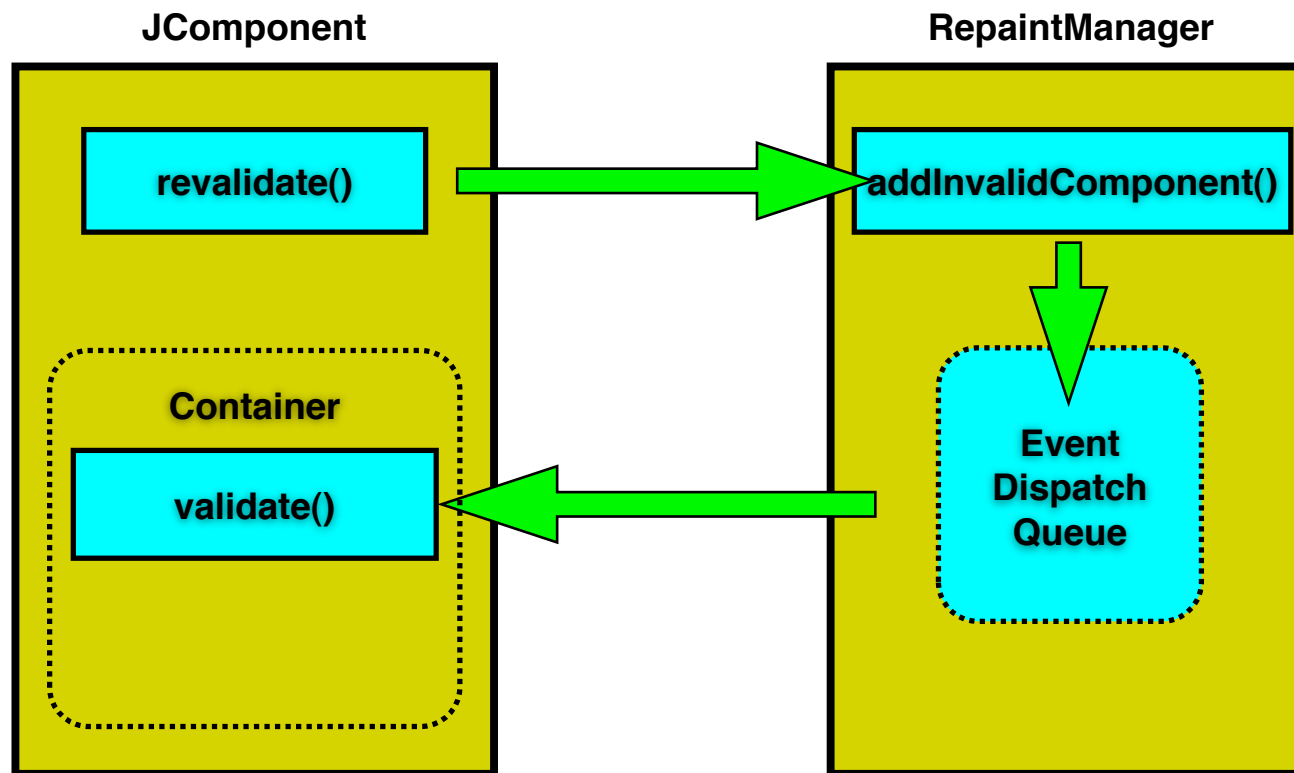 JComponent
RepaintManager
revalidate()
addInvalidComponent()
Container
validate()
Event
Dispatch
Queue